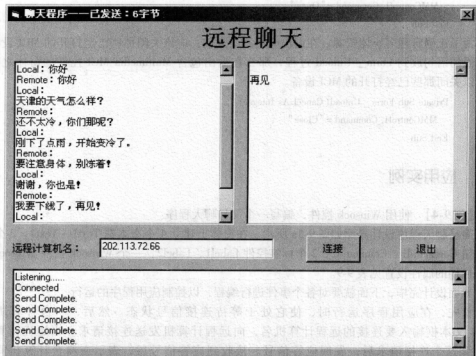 聊天程序——已发送:6字节
远程聊天
Local:你好
Remote:你好
Local:
天津的天气怎么样?
Remote:
还不太冷,你们那呢?
Local:
刚下了点雨,开始变冷了。
Remote:
要注意身体,别冻着!
Local:
谢谢,你也是!
Remote:
我要下线了,再见!
Local:
再见
远程计算机名:
202.113.72.66
连接
退出
Listening......
Connected
Send Complete.
Send Complete.
Send Complete.
Send Complete.